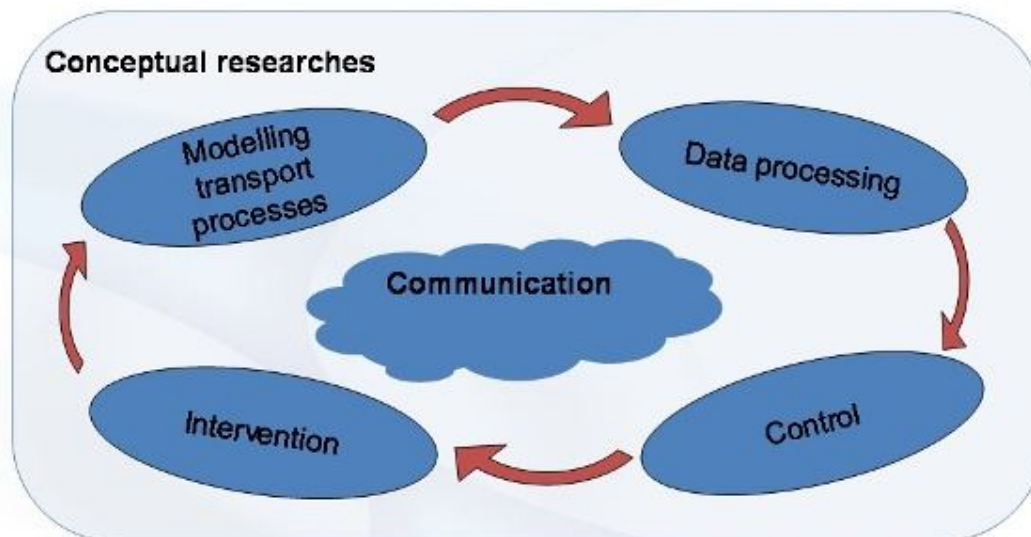 Conceptual researches
Modelling
transport
processes
Data processing
Communication
Intervention
Control